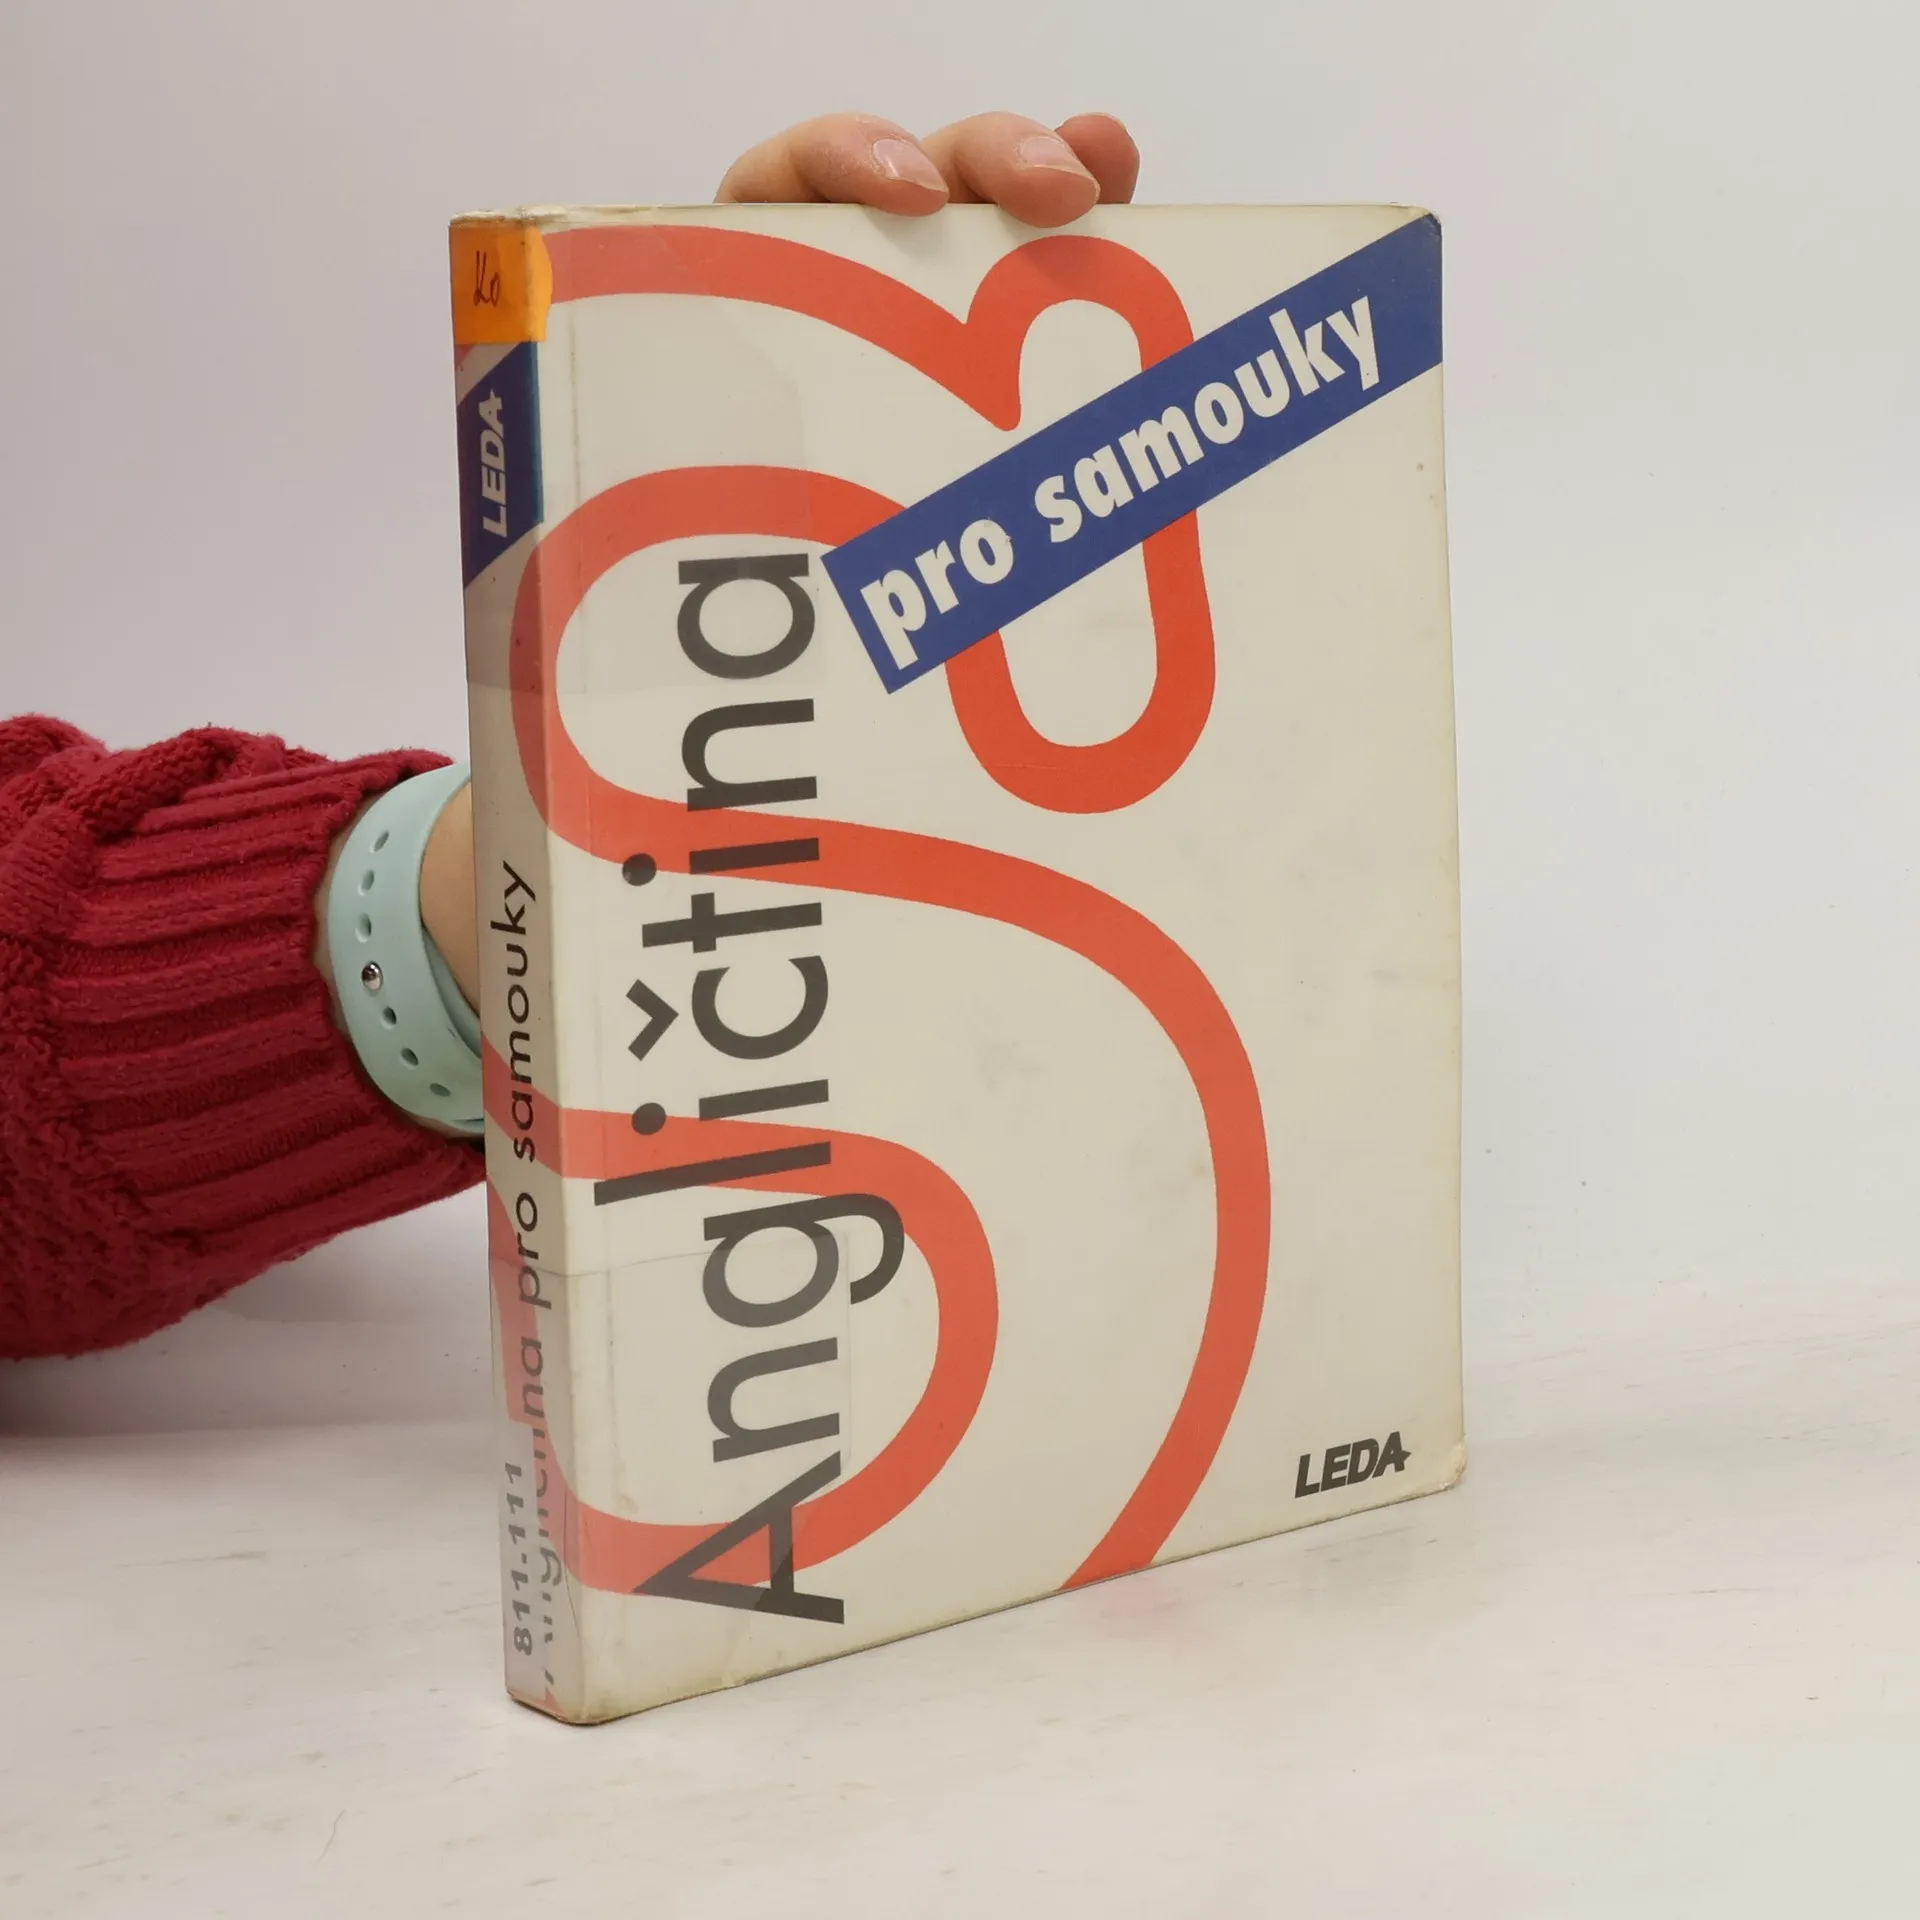 Ko
LEDA
Angličtina pro samouky
811.111
Angličtina
pro samouky
LEDA